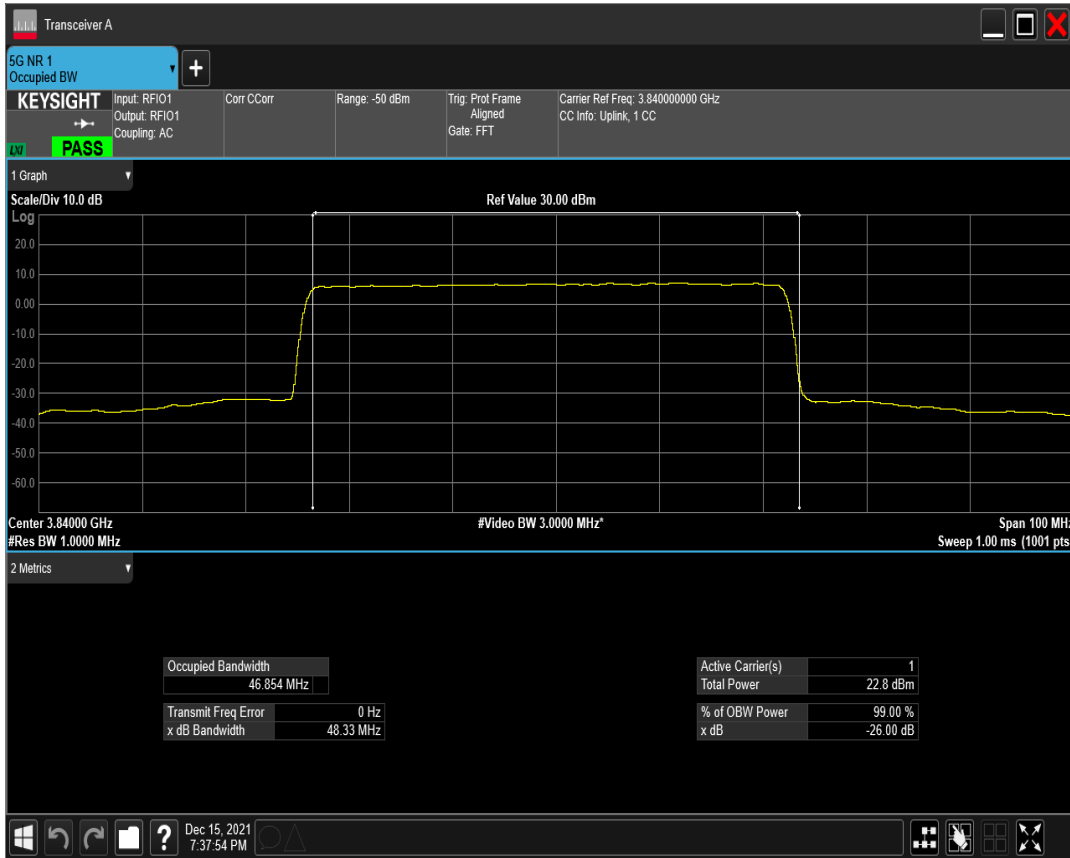 Transceiver A
5G NR 1
Occupied BW
KEYSIGHT
LXI
PASS
Input: RFIO1
Output: RFIO1
Coupling: AC
Corr CCorr
Range: -50 dBm
Trig: Prot Frame
Aligned
Gate: FFT
Carrier Ref Freq: 3.840000000 GHz
CC Info: Uplink, 1 CC
1 Graph
Scale/Div 10.0 dB
Ref Value 30.00 dBm
Log
20.0
10.0
0.00
-10.0
-20.0
-30.0
-40.0
-50.0
-60.0
Center 3.84000 GHz
#Video BW 3.0000 MHz*
Span 100 MHz
#Res BW 1.0000 MHz
Sweep 1.00 ms (1001 pts
2 Metrics
Occupied Bandwidth
46.854 MHz
Transmit Freq Error 0 Hz
x dB Bandwidth 48.33 MHz
Active Carrier(s) 1
Total Power 22.8 dBm
% of OBW Power 99.00 %
x dB -26.00 dB
?
Dec 15, 2021
7:37:54 PM